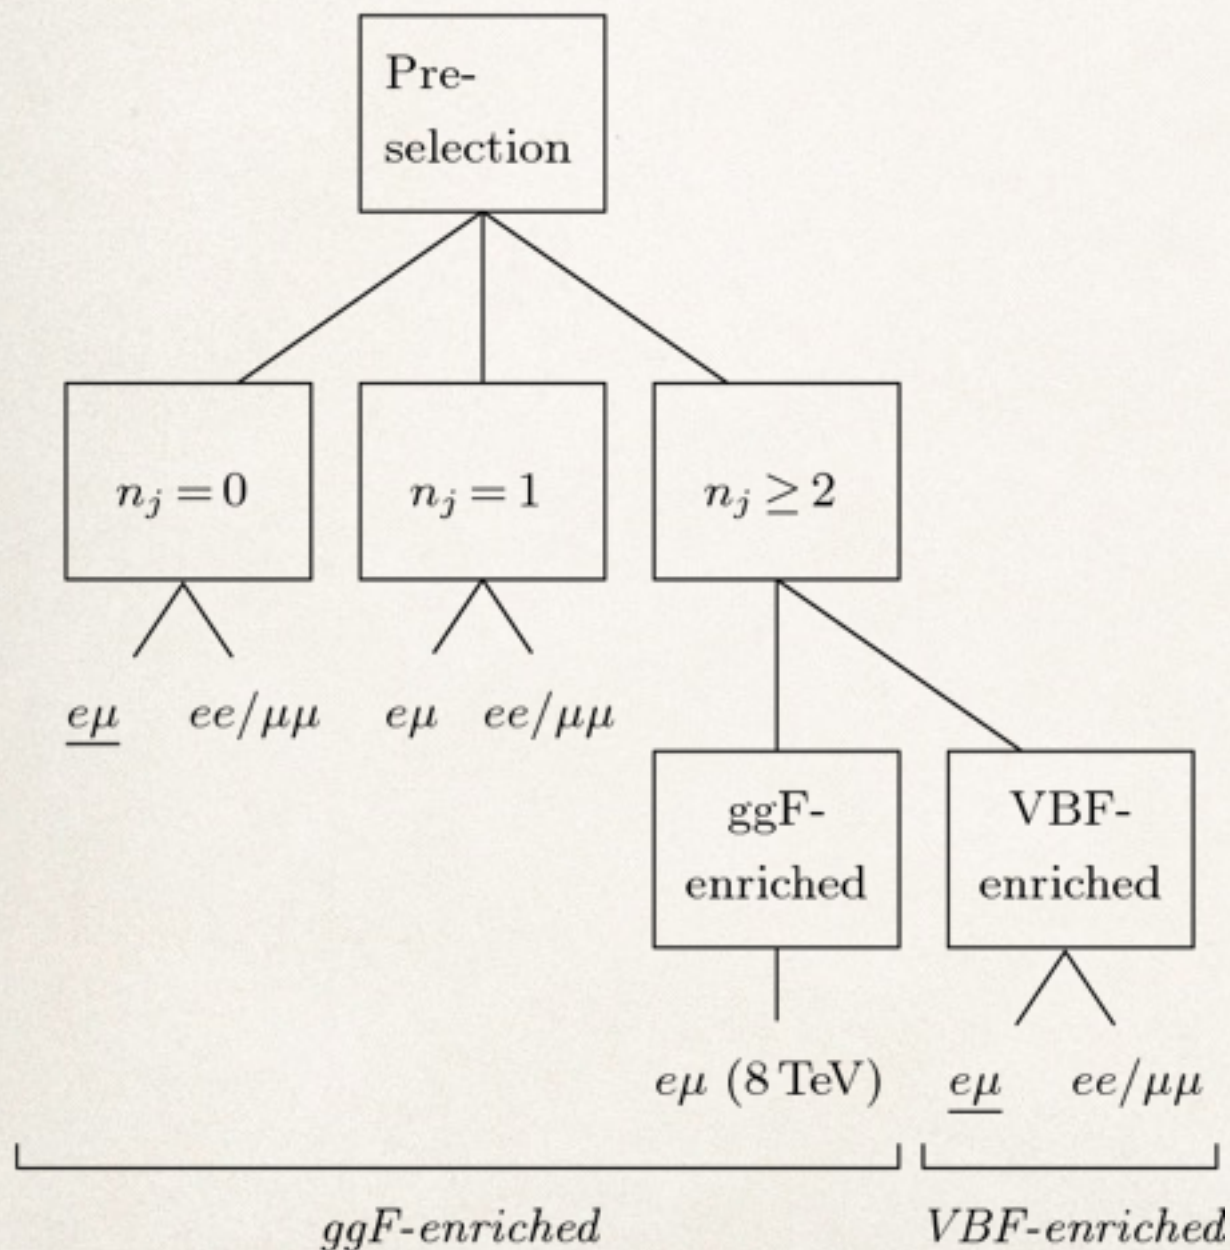 Pre-
selection
n_j = 0
n_j = 1
n_j ≥ 2
eμ
ee/μμ
eμ
ee/μμ
ggF-
enriched
VBF-
enriched
eμ (8 TeV)
eμ
ee/μμ
ggF-enriched
VBF-enriched